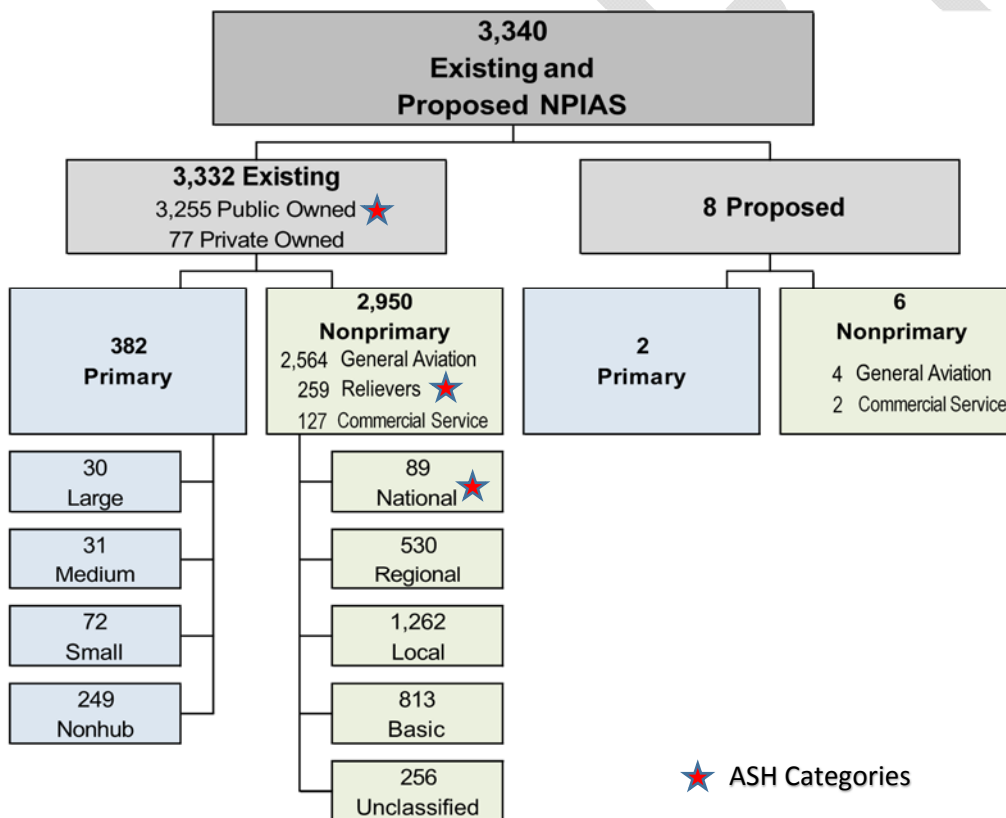 3,340
Existing and
Proposed NPIAS
3,332 Existing
3,255 Public Owned
77 Private Owned
8 Proposed
382
Primary
2,950
Nonprimary
2,564 General Aviation
259 Relievers
127 Commercial Service
2
Primary
6
Nonprimary
4 General Aviation
2 Commercial Service
30
Large
31
Medium
72
Small
249
Nonhub
89
National
530
Regional
1,262
Local
813
Basic
256
Unclassified
ASH Categories